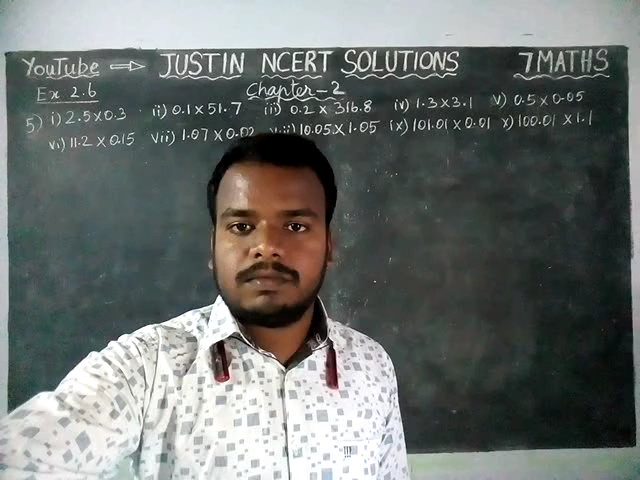 YouTube ⇒ JUSTIN NCERT SOLUTIONS 7 MATHS
Ex 2.6 Chapter-2
5) i) 2.5 x 0.3 ii) 0.1 x 51.7 iii) 0.2 x 316.8 iv) 1.3 x 3.1 v) 0.5 x 0.05
vi) 11.2 x 0.15 vii) 1.07 x 0.02 viii) 10.05 x 1.05 ix) 101.01 x 0.01 x) 100.01 x 1.1